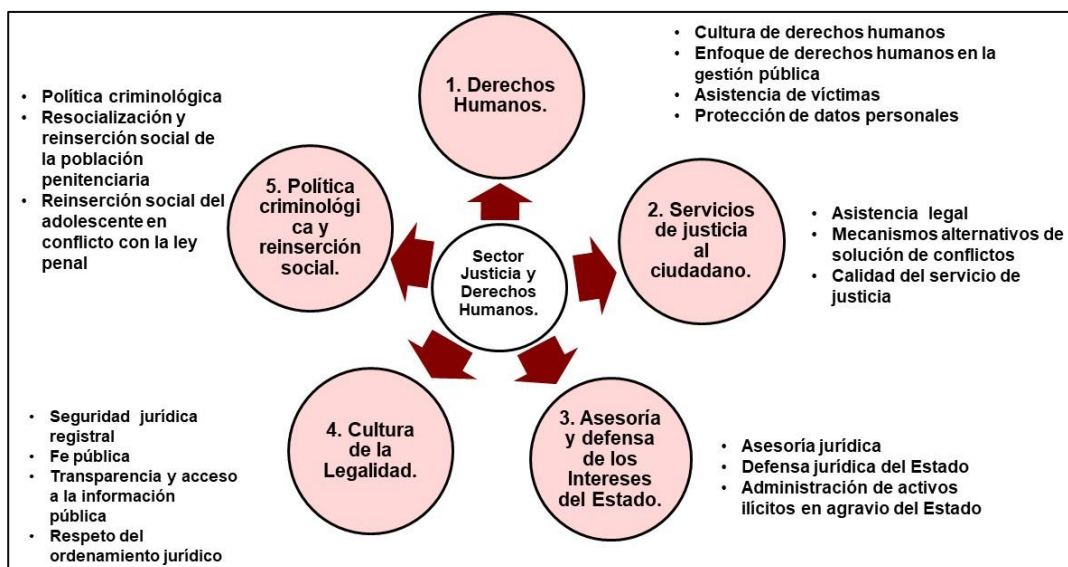 Sector
Justicia y
Derechos
Humanos.
1. Derechos
Humanos.
• Cultura de derechos humanos
• Enfoque de derechos humanos en la
gestión pública
• Asistencia de víctimas
• Protección de datos personales
2. Servicios
de justicia
al
ciudadano.
• Asistencia legal
• Mecanismos alternativos de
solución de conflictos
• Calidad del servicio de
justicia
3. Asesoría
y defensa
de los
Intereses
del Estado.
• Asesoría jurídica
• Defensa jurídica del Estado
• Administración de activos
ilícitos en agravio del Estado
4. Cultura
de la
Legalidad.
• Seguridad jurídica
registral
• Fe pública
• Transparencia y acceso
a la información
pública
• Respeto del
ordenamiento jurídico
5. Política
criminológi
ca y
reinserción
social.
• Política criminológica
• Resocialización y
reinserción social de
la población
penitenciaria
• Reinserción social del
adolescente en
conflicto con la ley
penal